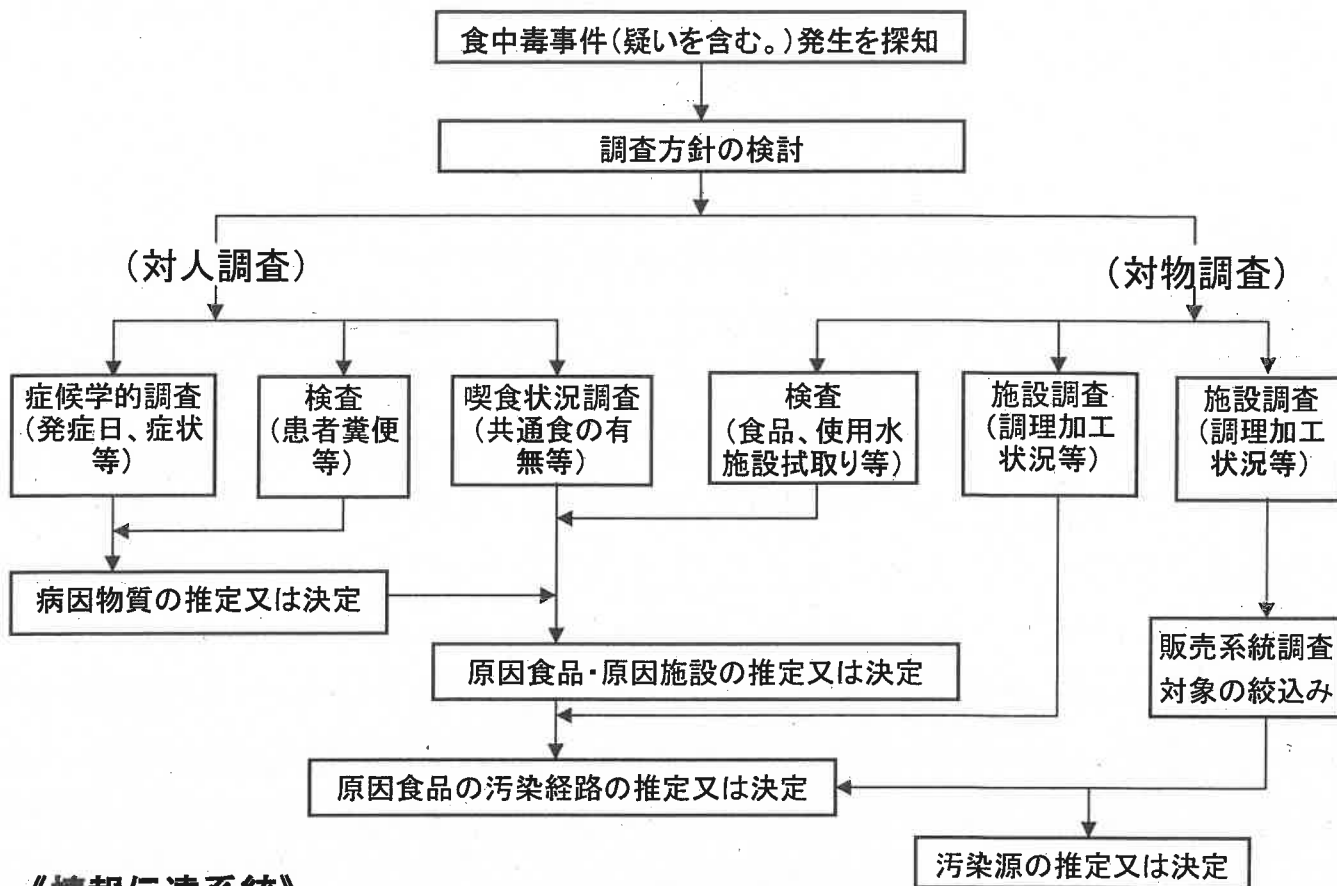 食中毒事件(疑いを含む。)発生を探知
調査方針の検討
(対人調査)
(対物調査)
症候学的調査
(発症日、症状
等)
検査
(患者糞便
等)
喫食状況調査
(共通食の有
無等)
検査
(食品、使用水
施設拭取り等)
施設調査
(調理加工
状況等)
施設調査
(調理加工
状況等)
病因物質の推定又は決定
販売系統調査
対象の絞込み
原因食品・原因施設の推定又は決定
原因食品の汚染経路の推定又は決定
汚染源の推定又は決定
《情報伝達系統》